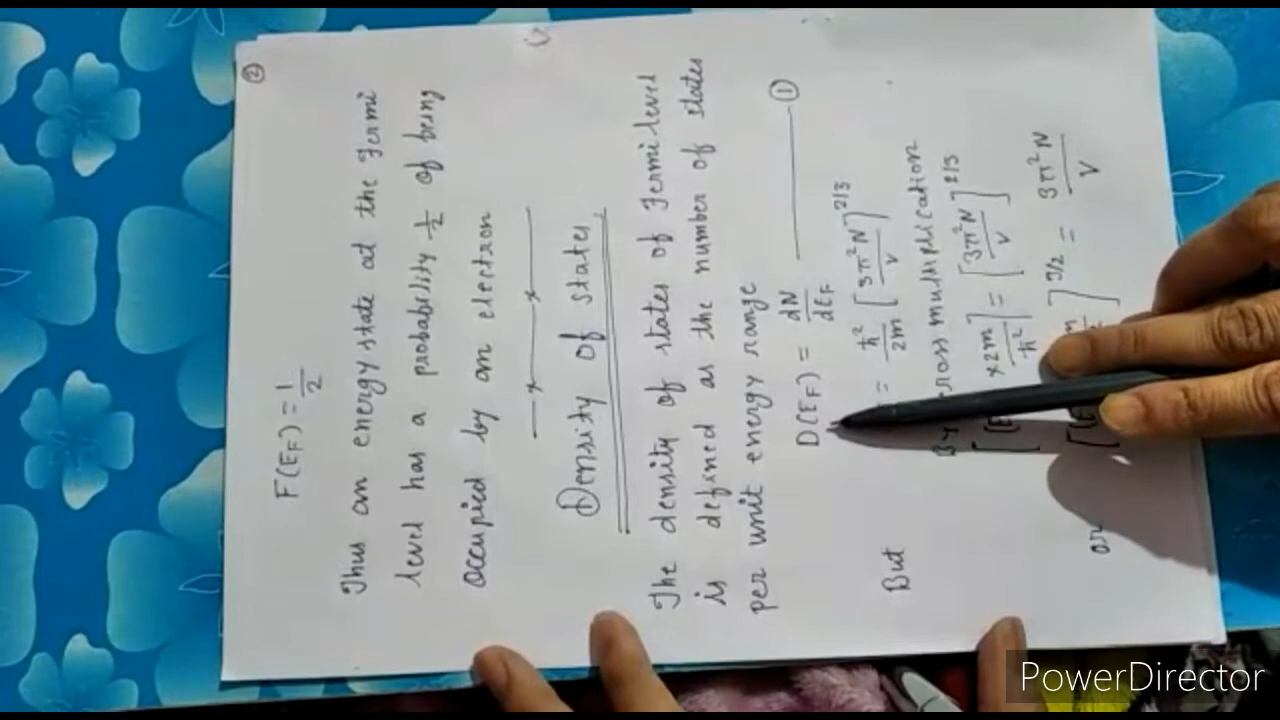 ②
F(E_F) = 1/2
Thus an energy state at the Fermi
level has a probability 1/2 of being
occupied by an electron
Density of states
The density of states of Fermi level
is defined as the number of states
per unit energy range
D(E_F) = dN/dE_F ——— ①
But = ħ²/2m [3π²N/V]^2/3
By ross multiplication
[ × 2m/ħ² ] = [3π²N/V]^2/3
or [ ]^3/2 = 3π²N/V
PowerDirector